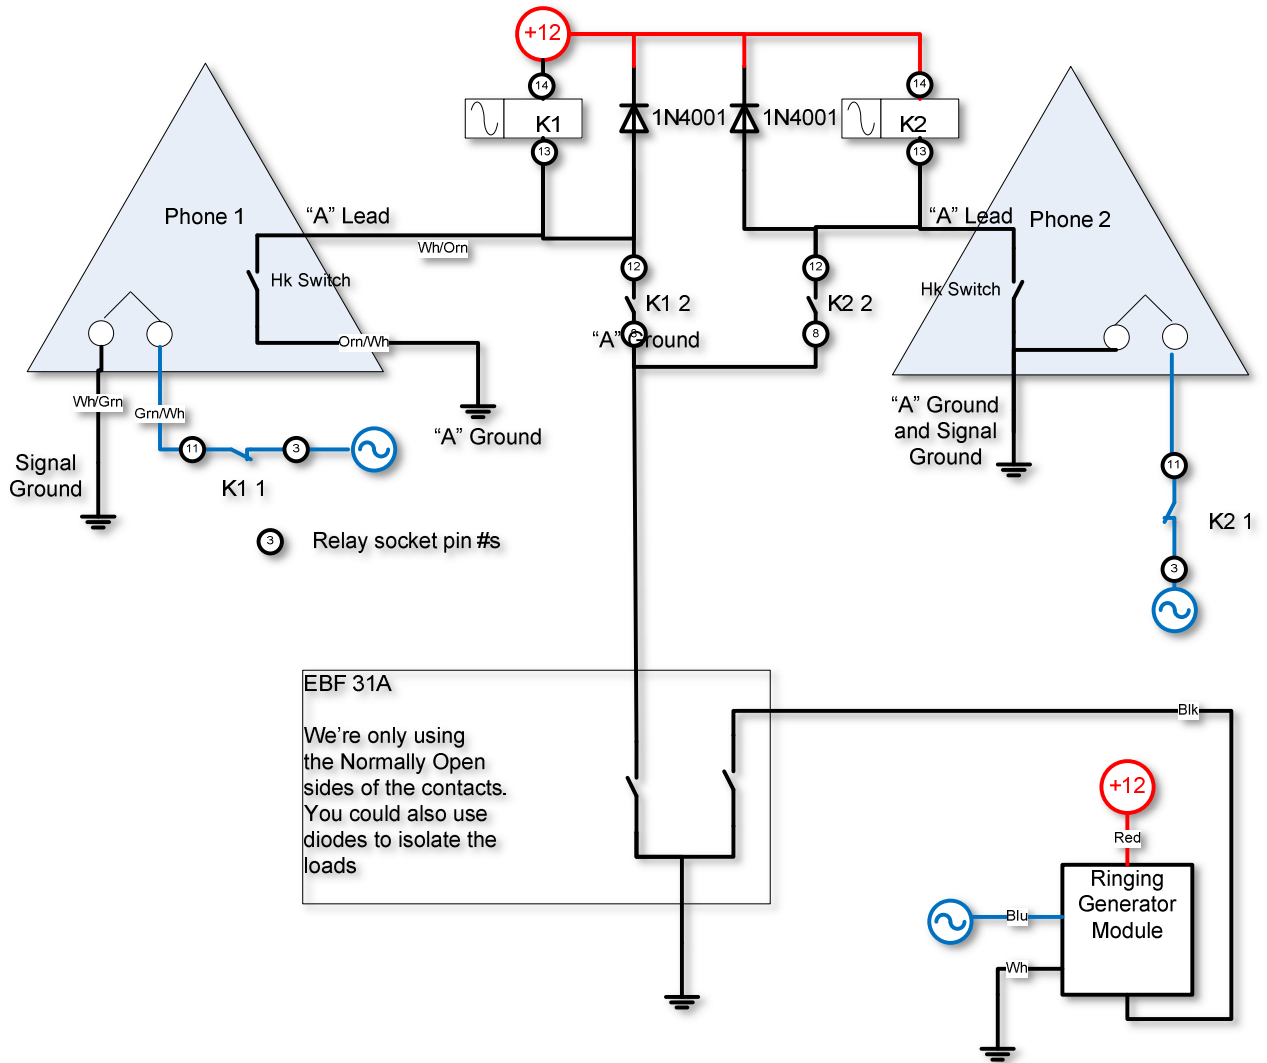 +12
14
14
1N4001
1N4001
K1
K2
13
13
Phone 1
"A" Lead
"A" Lead
Phone 2
Wh/Orn
12
12
Hk Switch
Hk Switch
K1 2
K2 2
8
"A" Ground
Orn/Wh
Wh/Grn
Grn/Wh
"A" Ground
"A" Ground
and Signal
Ground
11
3
11
Signal
Ground
K1 1
K2 1
3
Relay socket pin #s
3
EBF 31A
We're only using
the Normally Open
sides of the contacts.
You could also use
diodes to isolate the
loads
Blk
+12
Red
Ringing
Generator
Module
Blu
Wh